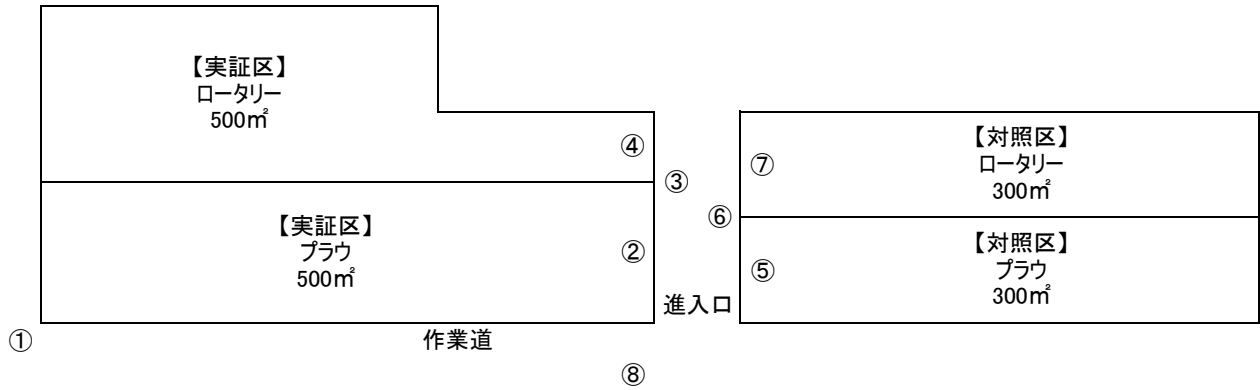 【実証区】
ロータリー
500㎡
④
③
【実証区】
プラウ
500㎡
②
【対照区】
ロータリー
300㎡
⑦
⑥
【対照区】
プラウ
300㎡
⑤
進入口
①
作業道
⑧